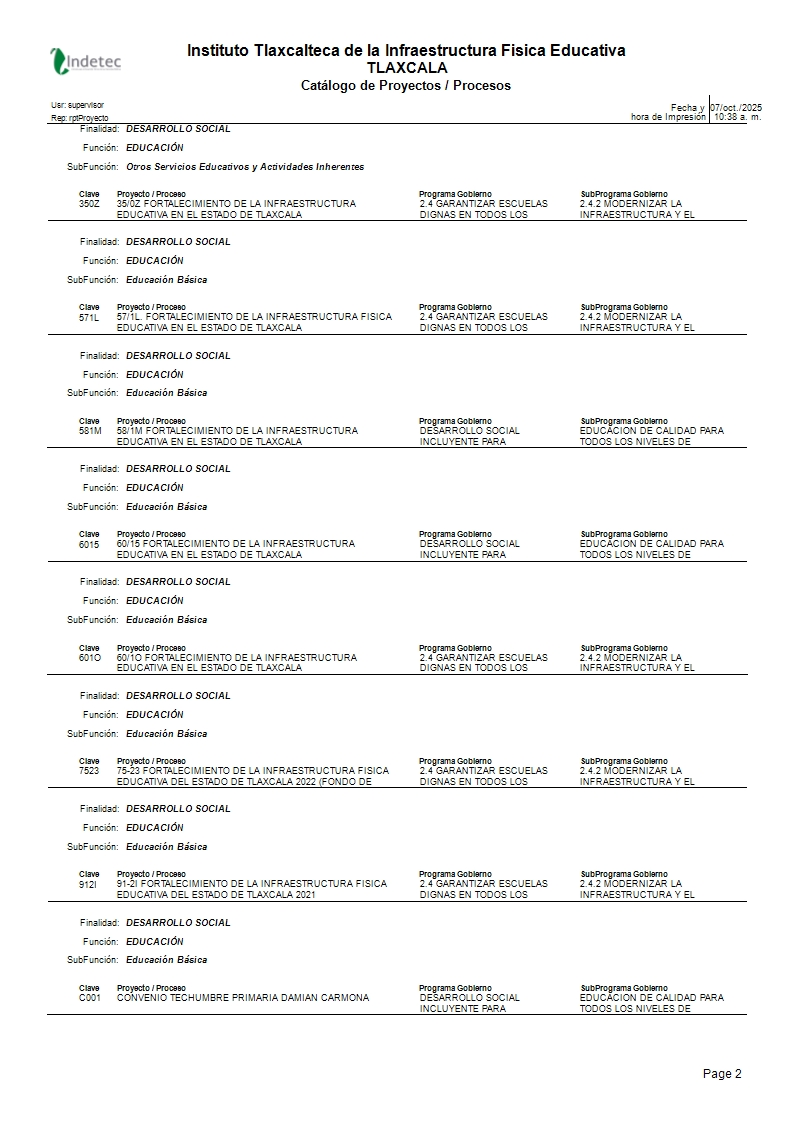 Indetec
Instituto Tlaxcalteca de la Infraestructura Fisica Educativa
TLAXCALA
Catálogo de Proyectos / Procesos
Usr: supervisor
Rep: rptProyecto
Fecha y 07/oct./2025
hora de Impresión 10:38 a. m.
Finalidad: DESARROLLO SOCIAL
Función: EDUCACIÓN
SubFunción: Otros Servicios Educativos y Actividades Inherentes
Clave Proyecto / Proceso Programa Gobierno SubPrograma Gobierno
350Z 35/0Z FORTALECIMIENTO DE LA INFRAESTRUCTURA 2.4 GARANTIZAR ESCUELAS 2.4.2 MODERNIZAR LA
EDUCATIVA EN EL ESTADO DE TLAXCALA DIGNAS EN TODOS LOS INFRAESTRUCTURA Y EL
Finalidad: DESARROLLO SOCIAL
Función: EDUCACIÓN
SubFunción: Educación Básica
Clave Proyecto / Proceso Programa Gobierno SubPrograma Gobierno
571L 57/1L. FORTALECIMIENTO DE LA INFRAESTRUCTURA FISICA 2.4 GARANTIZAR ESCUELAS 2.4.2 MODERNIZAR LA
EDUCATIVA EN EL ESTADO DE TLAXCALA DIGNAS EN TODOS LOS INFRAESTRUCTURA Y EL
Finalidad: DESARROLLO SOCIAL
Función: EDUCACIÓN
SubFunción: Educación Básica
Clave Proyecto / Proceso Programa Gobierno SubPrograma Gobierno
581M 58/1M FORTALECIMIENTO DE LA INFRAESTRUCTURA DESARROLLO SOCIAL EDUCACION DE CALIDAD PARA
EDUCATIVA EN EL ESTADO DE TLAXCALA INCLUYENTE PARA TODOS LOS NIVELES DE
Finalidad: DESARROLLO SOCIAL
Función: EDUCACIÓN
SubFunción: Educación Básica
Clave Proyecto / Proceso Programa Gobierno SubPrograma Gobierno
6015 60/15 FORTALECIMIENTO DE LA INFRAESTRUCTURA DESARROLLO SOCIAL EDUCACION DE CALIDAD PARA
EDUCATIVA EN EL ESTADO DE TLAXCALA INCLUYENTE PARA TODOS LOS NIVELES DE
Finalidad: DESARROLLO SOCIAL
Función: EDUCACIÓN
SubFunción: Educación Básica
Clave Proyecto / Proceso Programa Gobierno SubPrograma Gobierno
601O 60/1O FORTALECIMIENTO DE LA INFRAESTRUCTURA 2.4 GARANTIZAR ESCUELAS 2.4.2 MODERNIZAR LA
EDUCATIVA EN EL ESTADO DE TLAXCALA DIGNAS EN TODOS LOS INFRAESTRUCTURA Y EL
Finalidad: DESARROLLO SOCIAL
Función: EDUCACIÓN
SubFunción: Educación Básica
Clave Proyecto / Proceso Programa Gobierno SubPrograma Gobierno
7523 75-23 FORTALECIMIENTO DE LA INFRAESTRUCTURA FISICA 2.4 GARANTIZAR ESCUELAS 2.4.2 MODERNIZAR LA
EDUCATIVA DEL ESTADO DE TLAXCALA 2022 (FONDO DE DIGNAS EN TODOS LOS INFRAESTRUCTURA Y EL
Finalidad: DESARROLLO SOCIAL
Función: EDUCACIÓN
SubFunción: Educación Básica
Clave Proyecto / Proceso Programa Gobierno SubPrograma Gobierno
912I 91-2I FORTALECIMIENTO DE LA INFRAESTRUCTURA FISICA 2.4 GARANTIZAR ESCUELAS 2.4.2 MODERNIZAR LA
EDUCATIVA DEL ESTADO DE TLAXCALA 2021 DIGNAS EN TODOS LOS INFRAESTRUCTURA Y EL
Finalidad: DESARROLLO SOCIAL
Función: EDUCACIÓN
SubFunción: Educación Básica
Clave Proyecto / Proceso Programa Gobierno SubPrograma Gobierno
C001 CONVENIO TECHUMBRE PRIMARIA DAMIAN CARMONA DESARROLLO SOCIAL EDUCACION DE CALIDAD PARA
INCLUYENTE PARA TODOS LOS NIVELES DE
Page 2